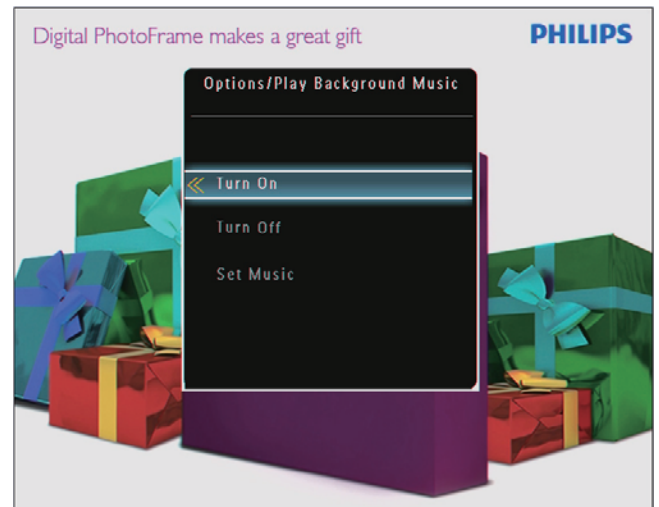 Digital PhotoFrame makes a great gift
PHILIPS
Options/Play Background Music
Turn On
Turn Off
Set Music